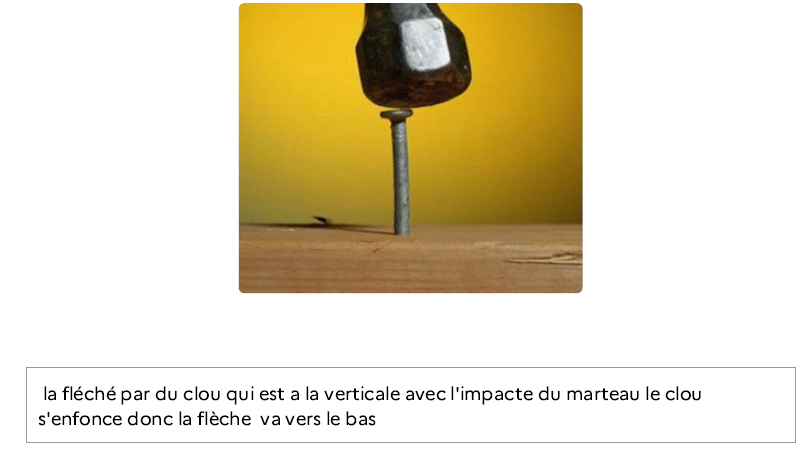 la fléché par du clou qui est a la verticale avec l'impacte du marteau le clou
s'enfonce donc la flèche va vers le bas